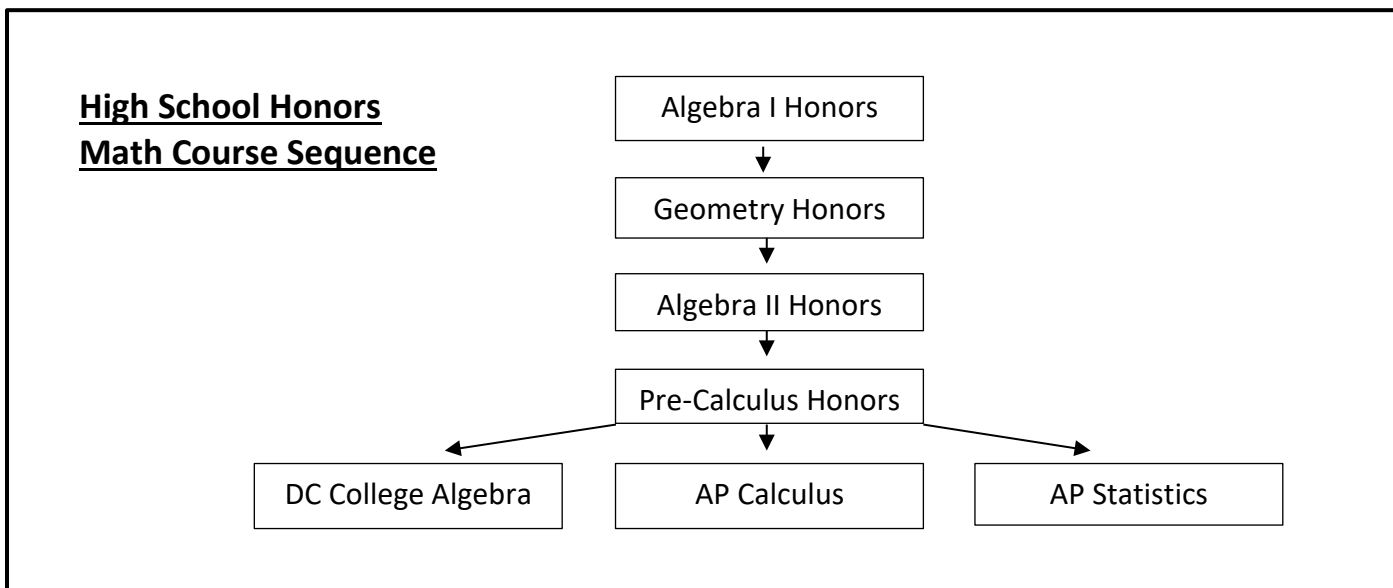 High School Honors
Math Course Sequence
Algebra I Honors
Geometry Honors
Algebra II Honors
Pre-Calculus Honors
DC College Algebra
AP Calculus
AP Statistics